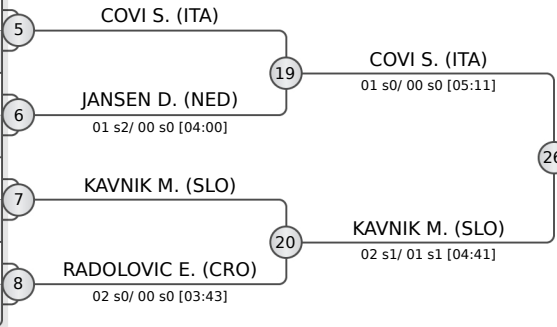 COVI S. (ITA)
5
19
COVI S. (ITA)
01 s0/ 00 s0 [05:11]
JANSEN D. (NED)
6
01 s2/ 00 s0 [04:00]
26
KAVNIK M. (SLO)
7
20
KAVNIK M. (SLO)
02 s1/ 01 s1 [04:41]
RADOLOVIC E. (CRO)
8
02 s0/ 00 s0 [03:43]